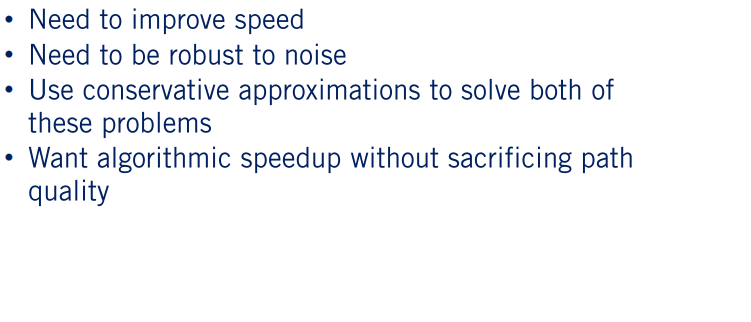 • Need to improve speed
• Need to be robust to noise
• Use conservative approximations to solve both of
these problems
• Want algorithmic speedup without sacrificing path
quality